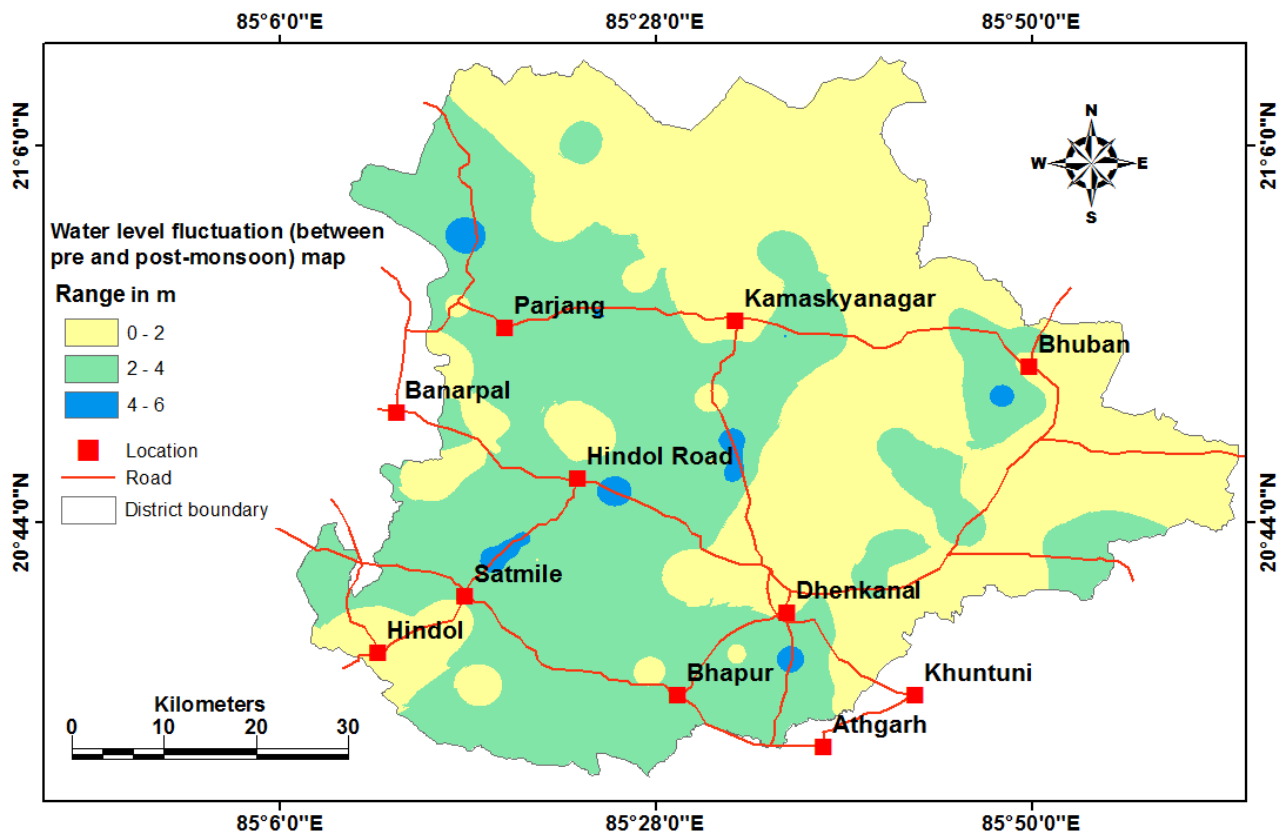 85°6'0"E
85°28'0"E
85°50'0"E
21°6'0"N
21°6'0"N
N
W
E
S
Water level fluctuation (between
pre and post-monsoon) map
Range in m
0 - 2
2 - 4
4 - 6
Location
Road
District boundary
Parjang
Kamaskyanagar
Bhuban
Banarpal
Hindol Road
20°44'0"N
20°44'0"N
Satmile
Dhenkanal
Hindol
Bhapur
Khuntuni
Athgarh
Kilometers
0 10 20 30
85°6'0"E
85°28'0"E
85°50'0"E